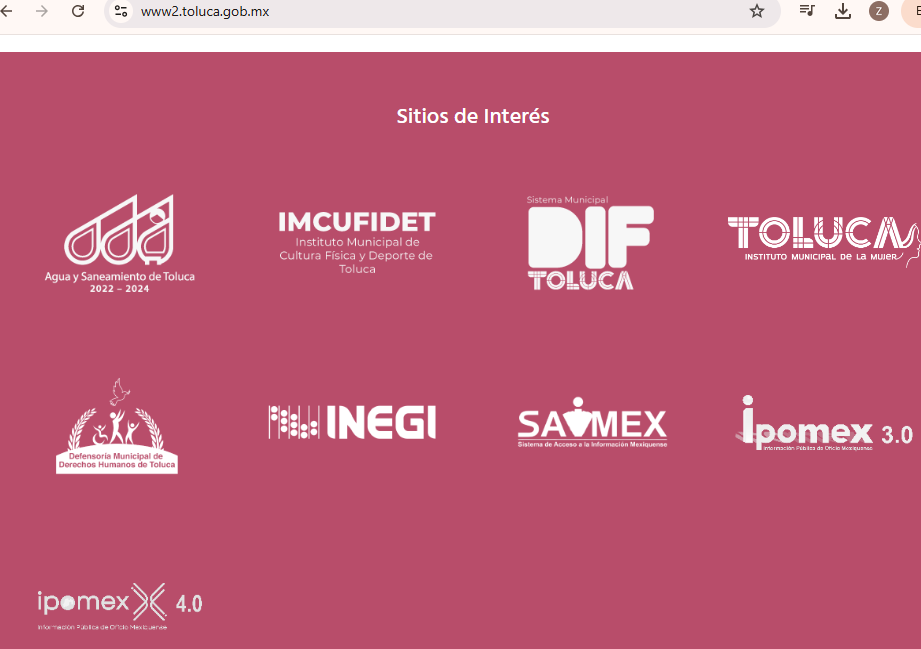 www2.toluca.gob.mx
Z
E
Sitios de Interés
Agua y Saneamiento de Toluca
2022 – 2024
IMCUFIDET
Instituto Municipal de
Cultura Física y Deporte de
Toluca
Sistema Municipal
DIF
TOLUCA
TOLUCA
INSTITUTO MUNICIPAL DE LA MUJER
Defensoría Municipal de
Derechos Humanos de Toluca
INEGI
SAIMEX
Sistema de Acceso a la Información Mexiquense
ipomex 3.0
Información Pública de Oficio Mexiquense
ipomex 4.0
Información Pública de Oficio Mexiquense